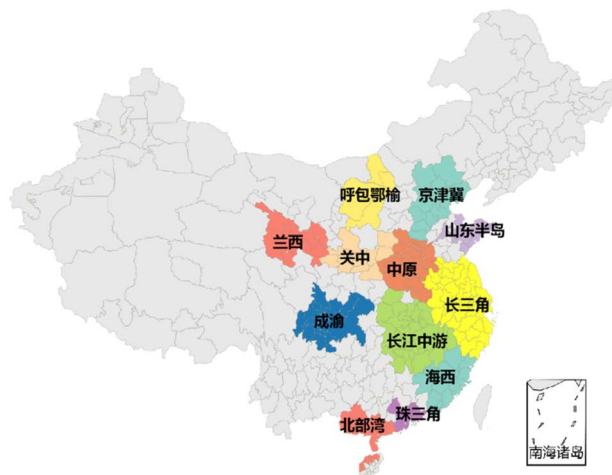 呼包鄂榆
京津冀
山东半岛
兰西
关中
中原
长三角
成渝
长江中游
海西
珠三角
北部湾
南海诸岛